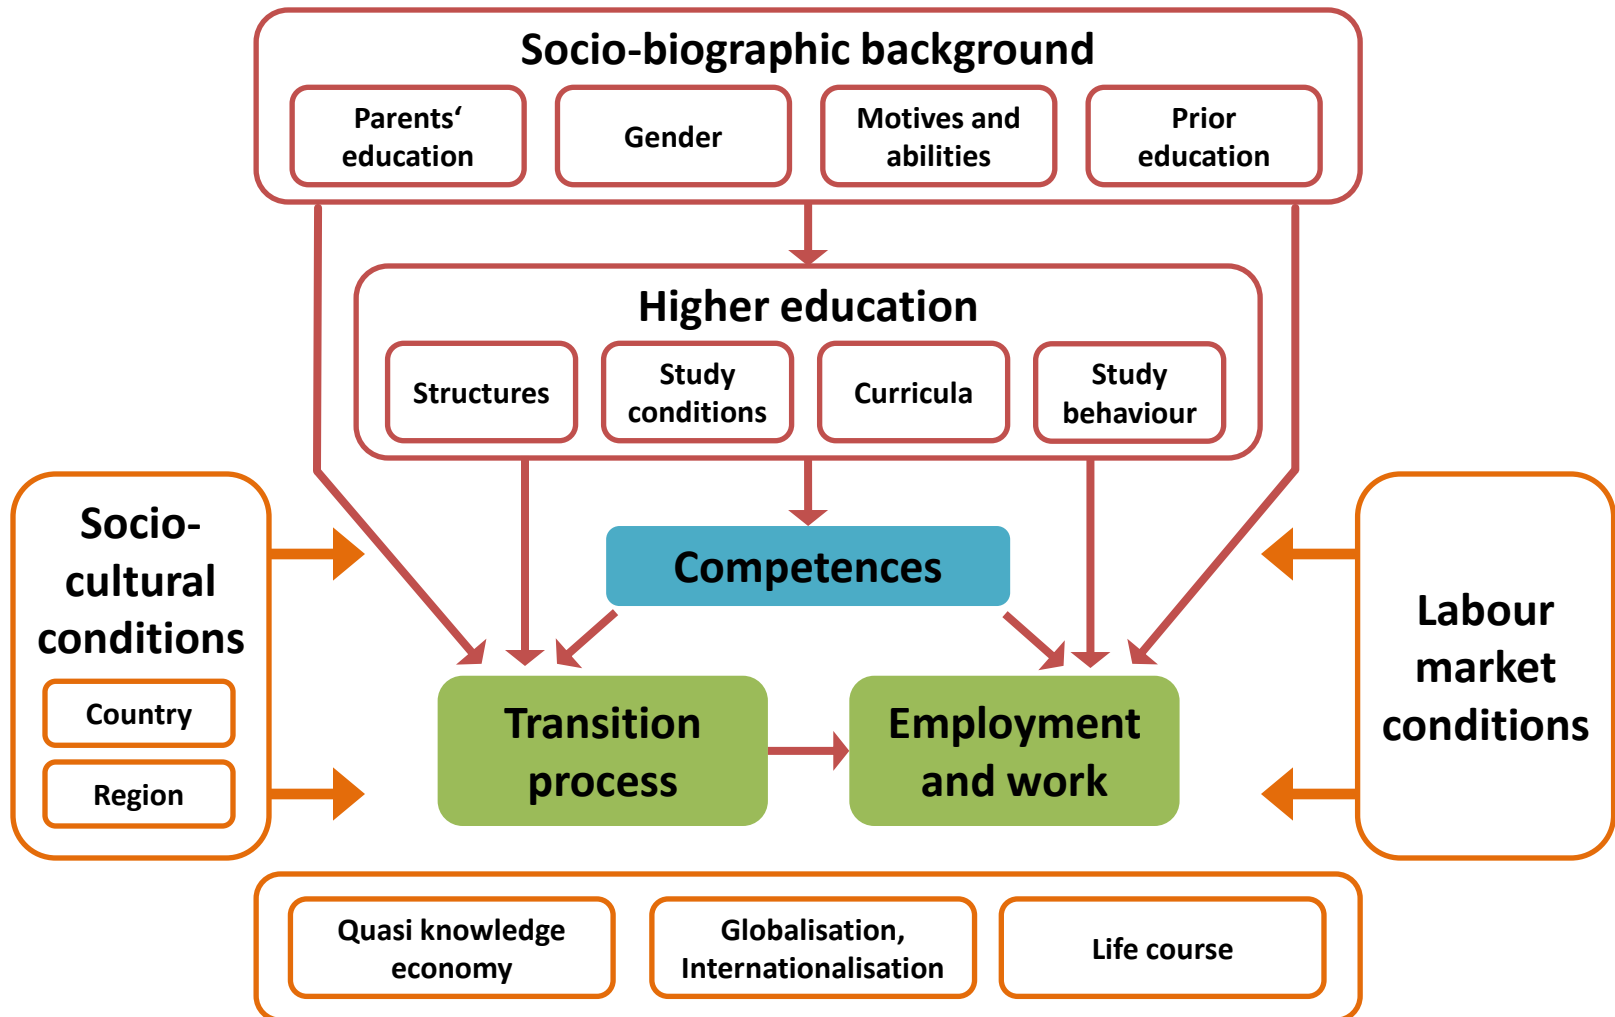 Socio-biographic background
Parents‘
education
Gender
Motives and
abilities
Prior
education
Higher education
Structures
Study
conditions
Curricula
Study
behaviour
Socio-
cultural
conditions
Country
Region
Competences
Labour
market
conditions
Transition
process
Employment
and work
Quasi knowledge
economy
Globalisation,
Internationalisation
Life course